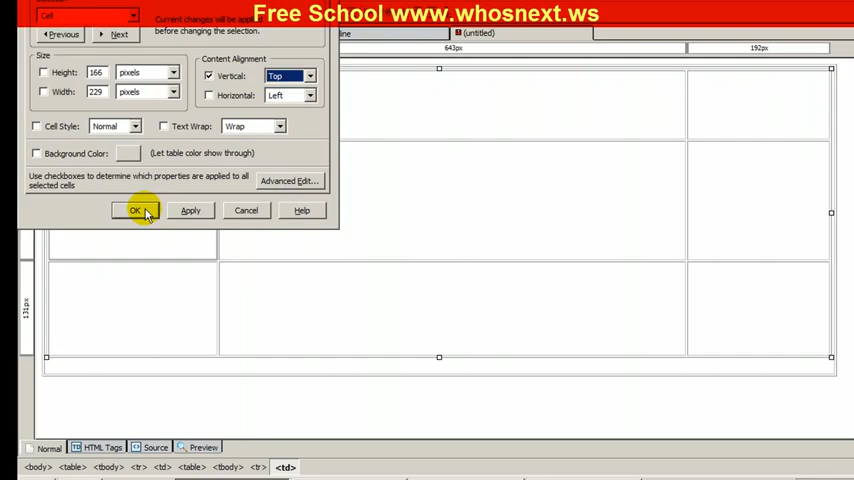 Free School www.whosnext.ws
Cell
Current changes will be applied
before changing the selection.
Previous
Next
line
(untitled)
643px
192px
Size
Content Alignment
Height:
166
pixels
Vertical:
Top
Width:
229
pixels
Horizontal:
Left
Cell Style:
Normal
Text Wrap:
Wrap
Background Color:
(Let table color show through)
Use checkboxes to determine which properties are applied to all
selected cells
Advanced Edit...
OK
Apply
Cancel
Help
131px
Normal
TD
HTML Tags
Source
Preview
<body> <table> <tbody> <tr> <td> <table> <tbody> <tr> <td>